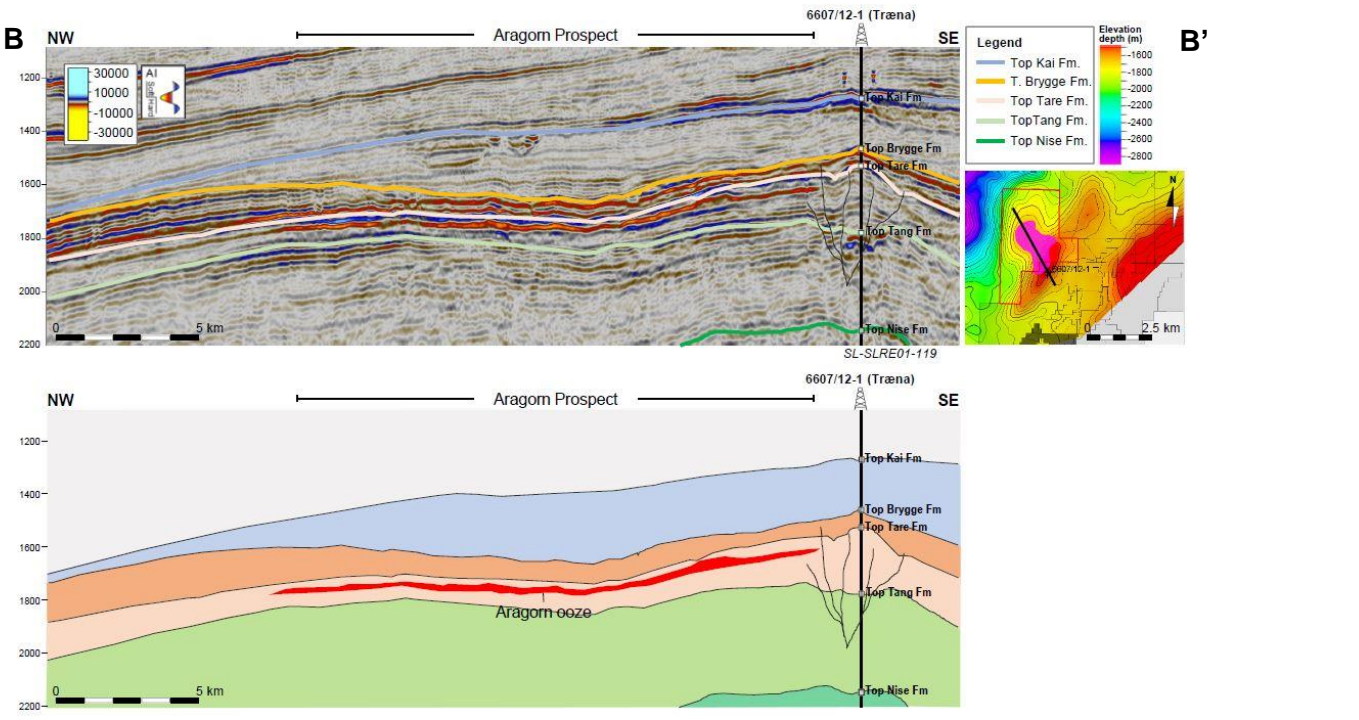 6607/12-1 (Træna)
B
NW
Aragorn Prospect
SE
B’
30000
10000
-10000
-30000
AI
Soft
Hard
1200
1400
1600
1800
2000
2200
Top Kai Fm
Top Brygge Fm
Top Tare Fm
Top Tang Fm
Top Nise Fm
0
5 km
SL-SLRE01-119
Legend
Top Kai Fm.
T. Brygge Fm.
Top Tare Fm.
TopTang Fm.
Top Nise Fm.
Elevation
depth (m)
-1600
-1800
-2000
-2200
-2400
-2600
-2800
N
6607/12-1
0
2.5 km
6607/12-1 (Træna)
NW
Aragorn Prospect
SE
1200
1400
1600
1800
2000
2200
Top Kai Fm
Top Brygge Fm
Top Tare Fm
Top Tang Fm
Top Nise Fm
Aragorn ooze
0
5 km